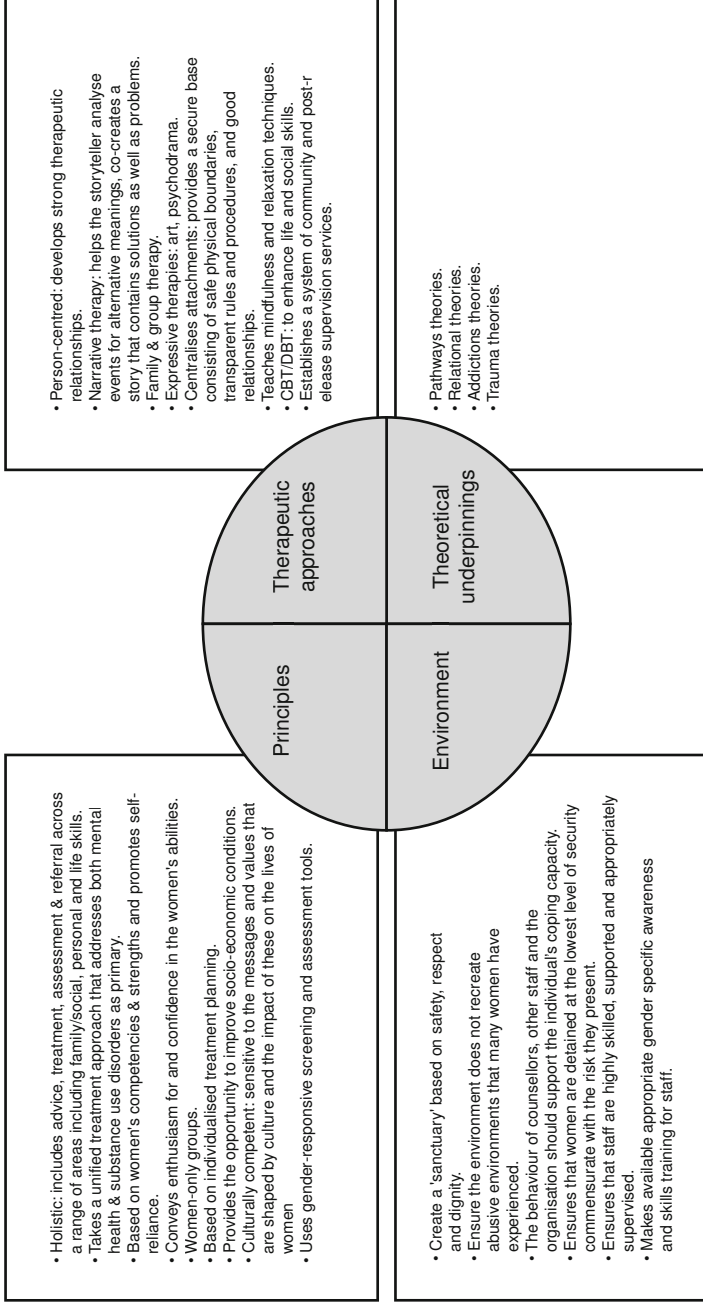 • Holistic: includes advice, treatment, assessment & referral across
a range of areas including family/social, personal and life skills.
• Takes a unified treatment approach that addresses both mental
health & substance use disorders as primary.
• Based on women's competencies & strengths and promotes self-
reliance.
• Conveys enthusiasm for and confidence in the women's abilities.
• Women-only groups.
• Based on individualised treatment planning.
• Provides the opportunity to improve socio-economic conditions.
• Culturally competent: sensitive to the messages and values that
are shaped by culture and the impact of these on the lives of
women
• Uses gender-responsive screening and assessment tools.
Principles
Therapeutic
approaches
• Person-centred: develops strong therapeutic
relationships.
• Narrative therapy: helps the storyteller analyse
events for alternative meanings, co-creates a
story that contains solutions as well as problems.
• Family & group therapy.
• Expressive therapies: art, psychodrama.
• Centralises attachments: provides a secure base
consisting of safe physical boundaries,
transparent rules and procedures, and good
relationships.
• Teaches mindfulness and relaxation techniques.
• CBT/DBT: to enhance life and social skills.
• Establishes a system of community and post-r
elease supervision services.
• Create a 'sanctuary' based on safety, respect
and dignity.
• Ensure the environment does not recreate
abusive environments that many women have
experienced.
• The behaviour of counsellors, other staff and the
organisation should support the individual's coping capacity.
• Ensures that women are detained at the lowest level of security
commensurate with the risk they present.
• Ensures that staff are highly skilled, supported and appropriately
supervised.
• Makes available appropriate gender specific awareness
and skills training for staff.
Environment
Theoretical
underpinnings
• Pathways theories.
• Relational theories.
• Addictions theories.
• Trauma theories.